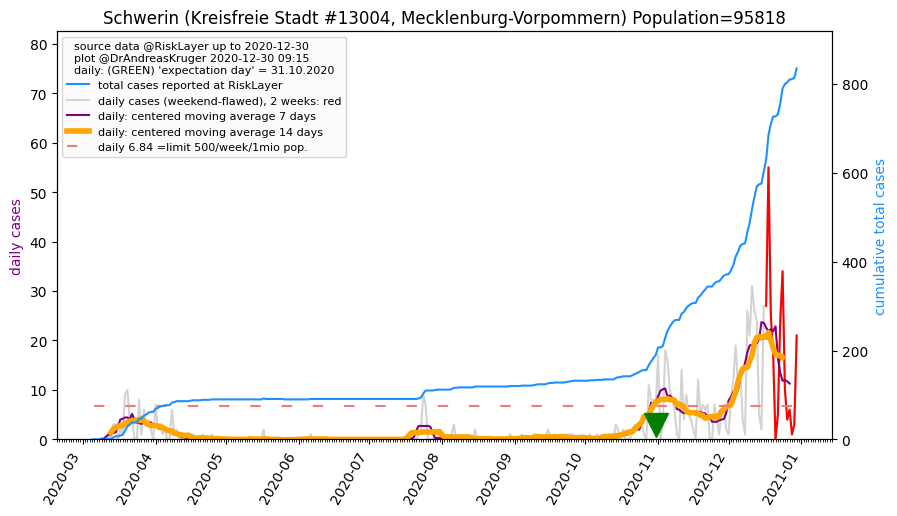 Schwerin (Kreisfreie Stadt #13004, Mecklenburg-Vorpommern) Population=95818
source data @RiskLayer up to 2020-12-30
plot @DrAndreasKruger 2020-12-30 09:15
daily: (GREEN) 'expectation day' = 31.10.2020
total cases reported at RiskLayer
daily cases (weekend-flawed), 2 weeks: red
daily: centered moving average 7 days
daily: centered moving average 14 days
daily 6.84 =limit 500/week/1mio pop.
daily cases
80
70
60
50
40
30
20
10
0
cumulative total cases
800
600
400
200
0
2020-03
2020-04
2020-05
2020-06
2020-07
2020-08
2020-09
2020-10
2020-11
2020-12
2021-01